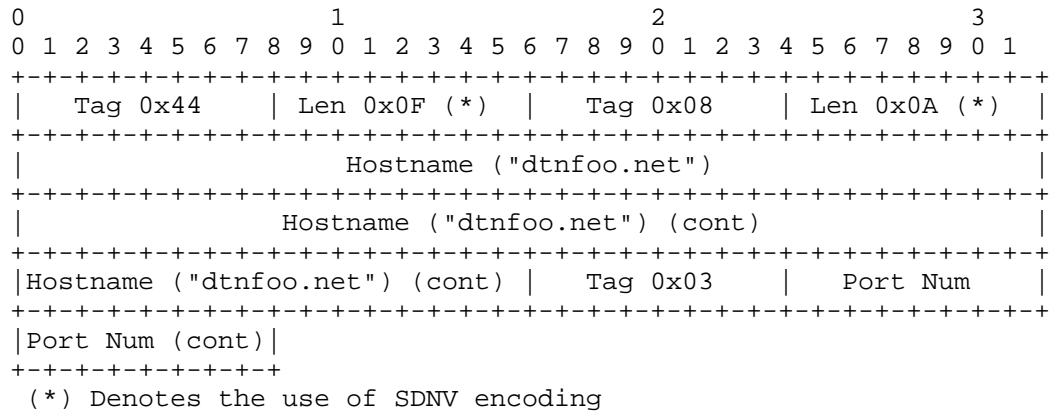 0                   1                   2                   3
0 1 2 3 4 5 6 7 8 9 0 1 2 3 4 5 6 7 8 9 0 1 2 3 4 5 6 7 8 9 0 1
+-+-+-+-+-+-+-+-+-+-+-+-+-+-+-+-+-+-+-+-+-+-+-+-+-+-+-+-+-+-+-+-+
|   Tag 0x44    | Len 0x0F (*)  |   Tag 0x08    | Len 0x0A (*)  |
+-+-+-+-+-+-+-+-+-+-+-+-+-+-+-+-+-+-+-+-+-+-+-+-+-+-+-+-+-+-+-+-+
|                    Hostname ("dtnfoo.net")                    |
+-+-+-+-+-+-+-+-+-+-+-+-+-+-+-+-+-+-+-+-+-+-+-+-+-+-+-+-+-+-+-+-+
|                Hostname ("dtnfoo.net") (cont)                 |
+-+-+-+-+-+-+-+-+-+-+-+-+-+-+-+-+-+-+-+-+-+-+-+-+-+-+-+-+-+-+-+-+
|Hostname ("dtnfoo.net") (cont) |   Tag 0x03    |   Port Num    |
+-+-+-+-+-+-+-+-+-+-+-+-+-+-+-+-+-+-+-+-+-+-+-+-+-+-+-+-+-+-+-+-+
|Port Num (cont)|
+-+-+-+-+-+-+-+-+
 (*) Denotes the use of SDNV encoding